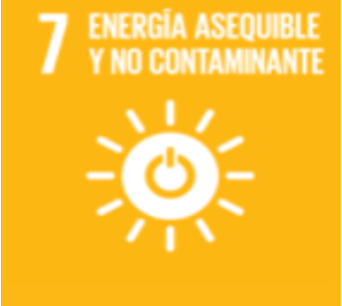 7 ENERGÍA ASEQUIBLE
Y NO CONTAMINANTE